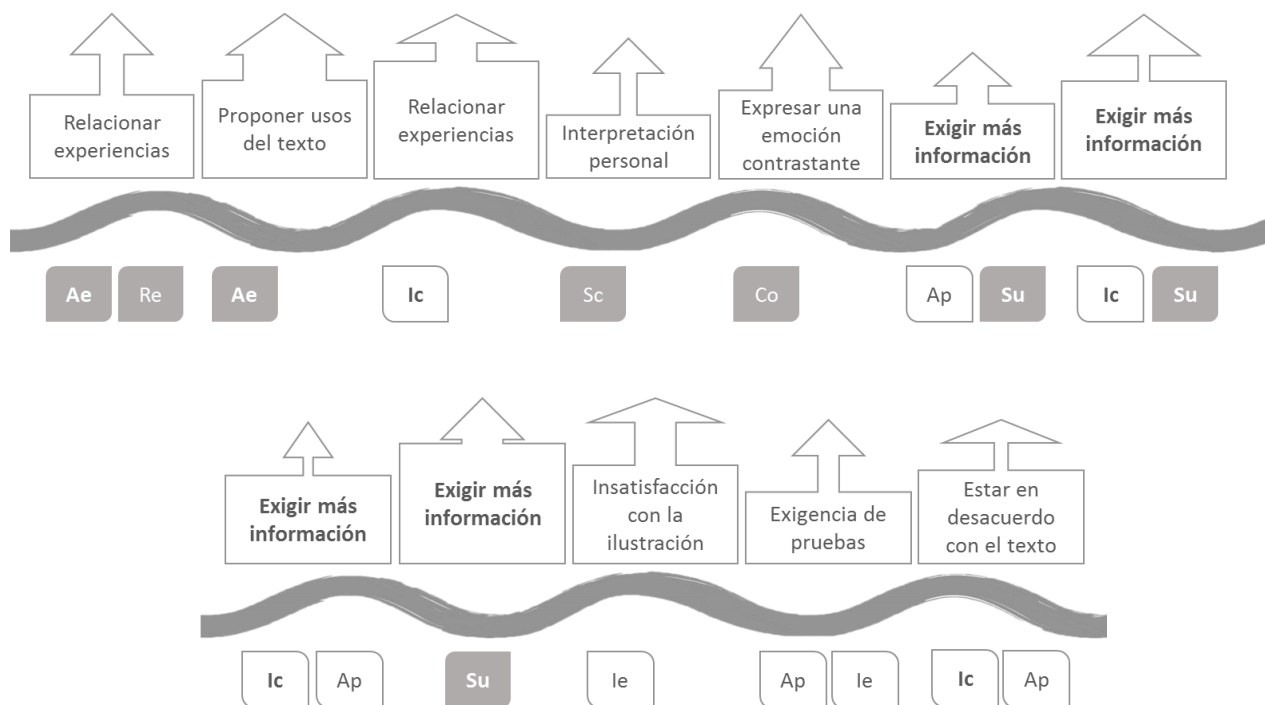 Relacionar
experiencias
Proponer usos
del texto
Relacionar
experiencias
Interpretación
personal
Expresar una
emoción
contrastante
Exigir más
información
Exigir más
información
Ae
Re
Ae
Ic
Sc
Co
Ap
Su
Ic
Su
Exigir más
información
Exigir más
información
Insatisfacción
con la
ilustración
Exigencia de
pruebas
Estar en
desacuerdo
con el texto
Ic
Ap
Su
Ie
Ap
Ie
Ic
Ap